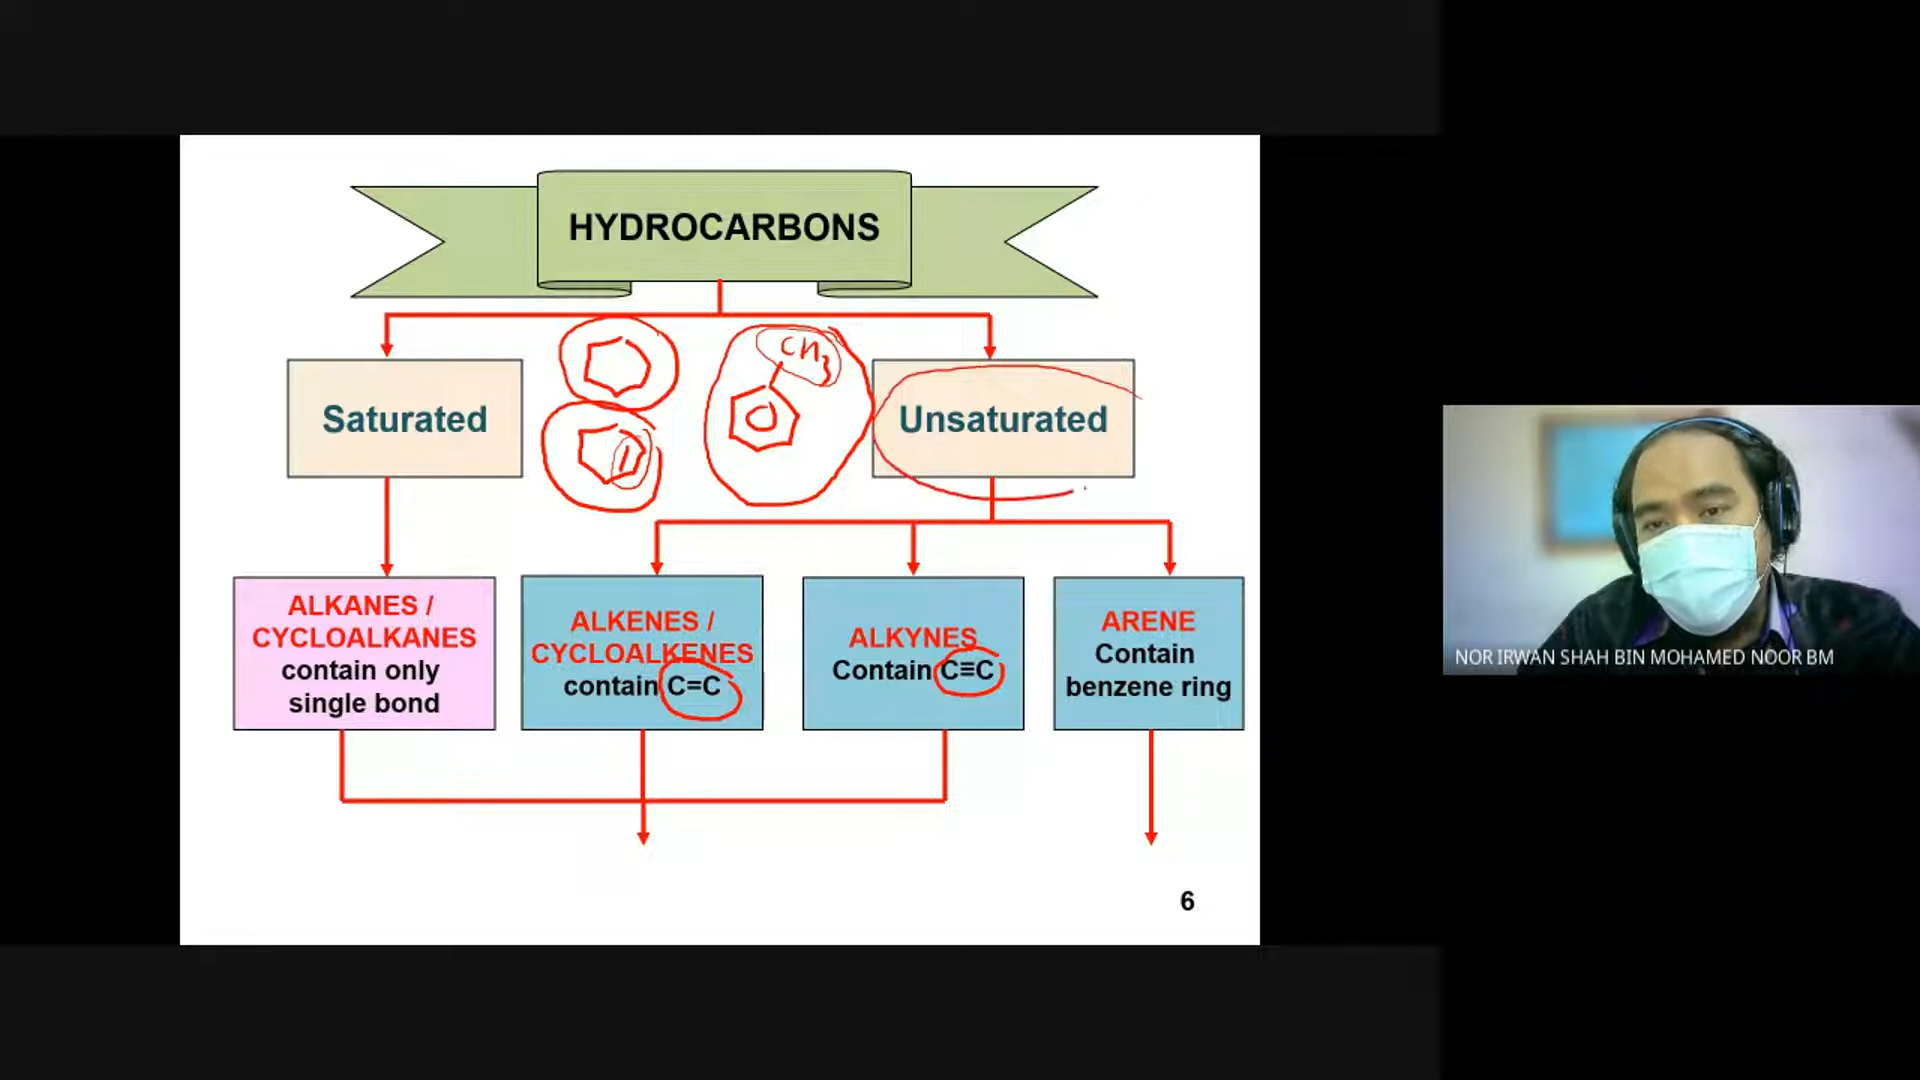 HYDROCARBONS
CH3
Saturated
Unsaturated
ALKANES /
CYCLOALKANES
contain only
single bond
ALKENES /
CYCLOALKENES
contain C=C
ALKYNES
Contain C≡C
ARENE
Contain
benzene ring
NOR IRWAN SHAH BIN MOHAMED NOOR BM
6